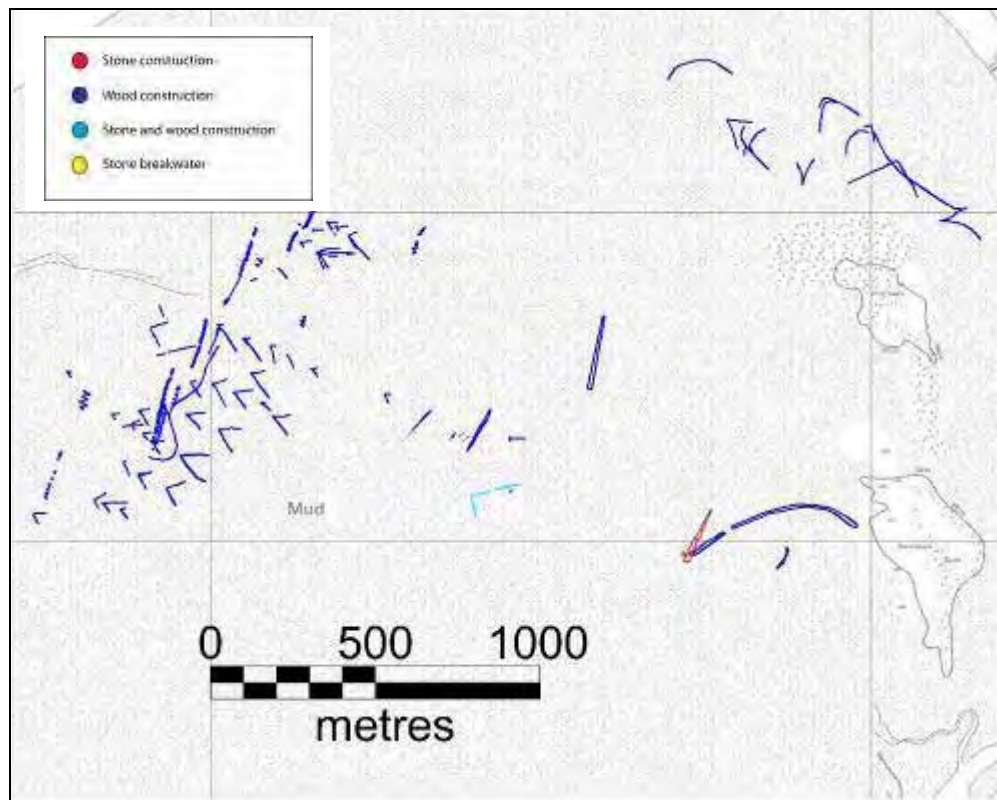 Stone construction
Wood construction
Stone and wood construction
Stone breakwater
Mud
0 500 1000
metres